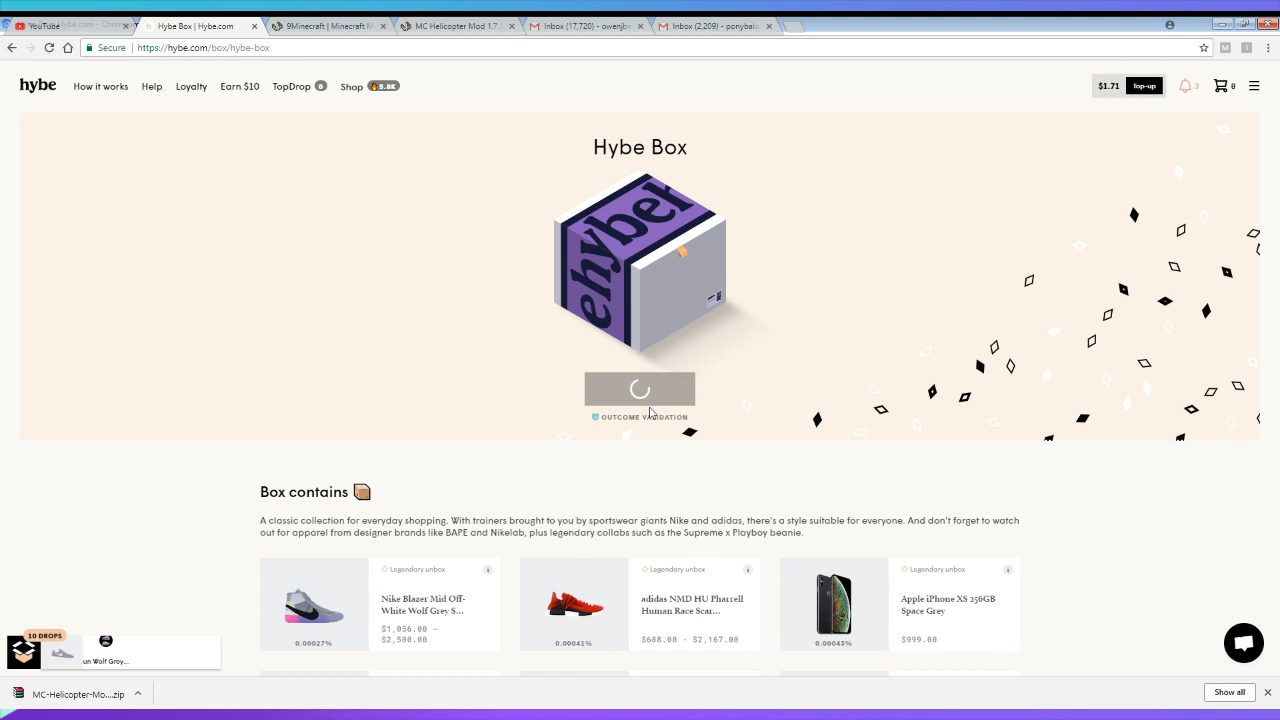 YouTube
Hybe Box | Hybe.com
9Minecraft | Minecraft M
MC Helicopter Mod 1.7.1
Inbox (17,720) - owenjbe
Inbox (2,209) - ponybalc
Secure
https://hybe.com/box/hybe-box
hybe
How it works
Help
Loyalty
Earn $10
TopDrop 0
Shop 5.8K
$1.71
Top-up
3
0
Hybe Box
ehybeh
OUTCOME VALIDATION
Box contains
A classic collection for everyday shopping. With trainers brought to you by sportswear giants Nike and adidas, there's a style suitable for everyone. And don't forget to watch
out for apparel from designer brands like BAPE and Nikelab, plus legendary collabs such as the Supreme x Playboy beanie.
Legendary unbox
Nike Blazer Mid Off-
White Wolf Grey S...
$1,056.00 -
$2,500.00
0.00027%
Legendary unbox
adidas NMD HU Pharrell
Human Race Scar...
$688.00 - $2,167.00
0.00041%
Legendary unbox
Apple iPhone XS 256GB
Space Grey
$999.00
0.00043%
10 DROPS
un Wolf Grey...
MC-Helicopter-Mo....zip
Show all